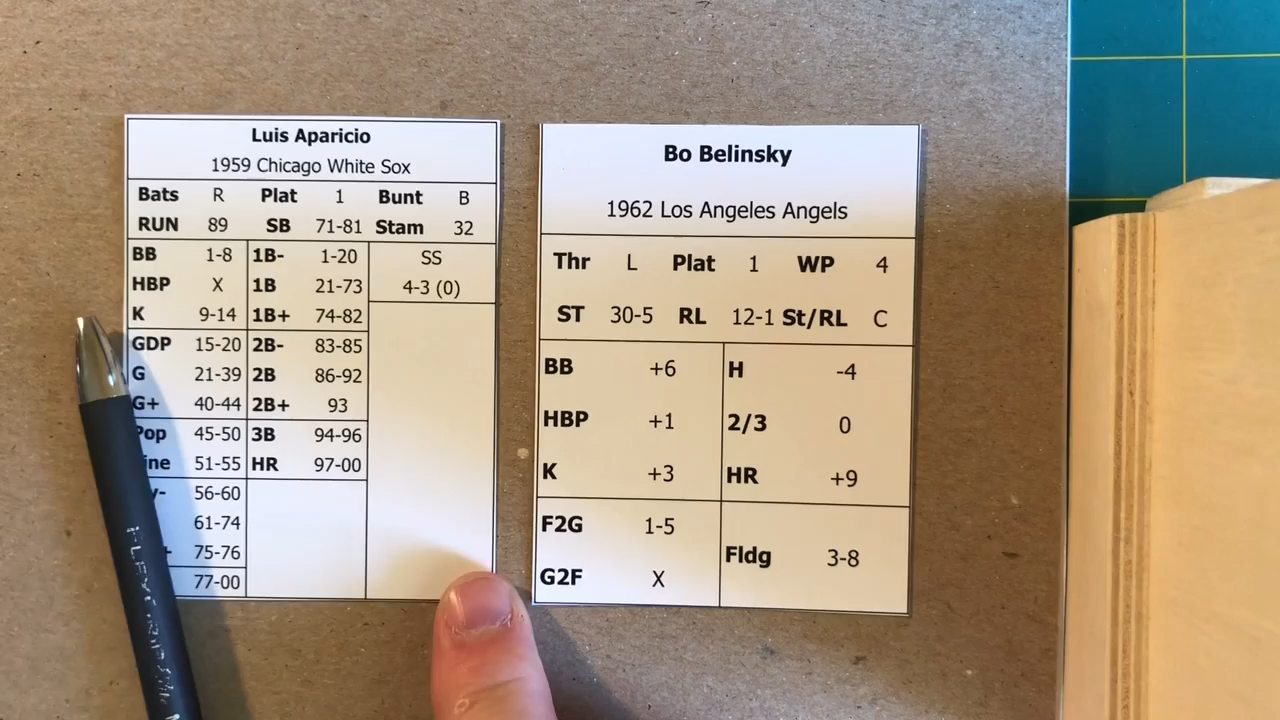 Luis Aparicio
1959 Chicago White Sox
Bats R Plat 1 Bunt B
RUN 89 SB 71-81 Stam 32
BB 1-8 1B- 1-20 SS
HBP X 1B 21-73 4-3 (0)
K 9-14 1B+ 74-82
GDP 15-20 2B- 83-85
G 21-39 2B 86-92
G+ 40-44 2B+ 93
Pop 45-50 3B 94-96
51-55 HR 97-00
56-60
61-74
75-76
77-00
Bo Belinsky
1962 Los Angeles Angels
Thr L Plat 1 WP 4
ST 30-5 RL 12-1 St/RL C
BB +6 H -4
HBP +1 2/3 0
K +3 HR +9
F2G 1-5
Fldg 3-8
G2F X